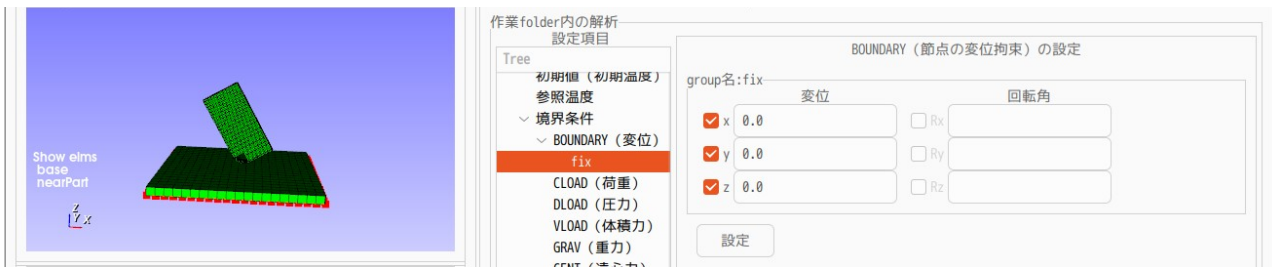 Show elms
base
nearPart
Z
Y X
作業folder内の解析
設定項目
Tree
初期値 (初期温度)
参照温度
境界条件
BOUNDARY (変位)
fix
CLOAD (荷重)
DLOAD (圧力)
VLOAD (体積力)
GRAV (重力)
CENT (遠心力)
BOUNDARY (節点の変位拘束) の設定
group名:fix
変位 回転角
x 0.0 Rx
y 0.0 Ry
z 0.0 Rz
設定